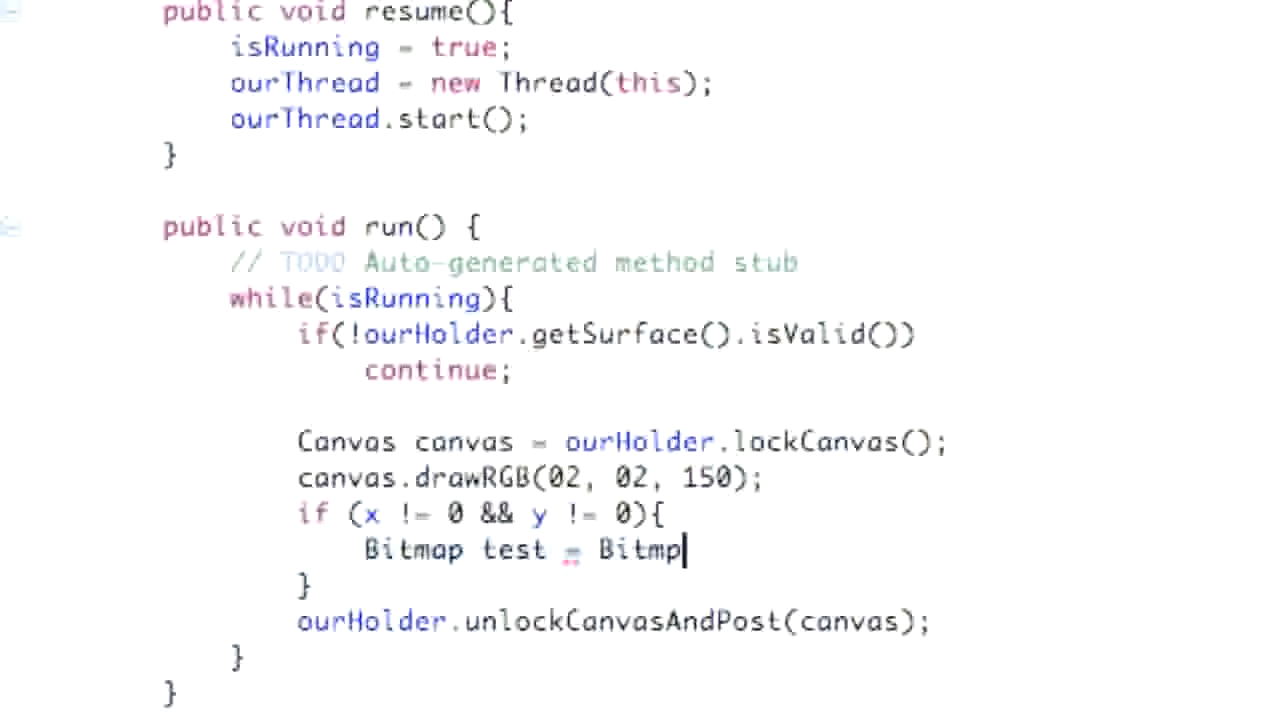 public void resume(){
isRunning = true;
ourThread = new Thread(this);
ourThread.start();
}
public void run() {
// TODO Auto-generated method stub
while(isRunning){
if(!ourHolder.getSurface().isValid())
continue;
Canvas canvas = ourHolder.lockCanvas();
canvas.drawRGB(02, 02, 150);
if (x != 0 && y != 0){
Bitmap test = Bitmp
}
ourHolder.unlockCanvasAndPost(canvas);
}
}